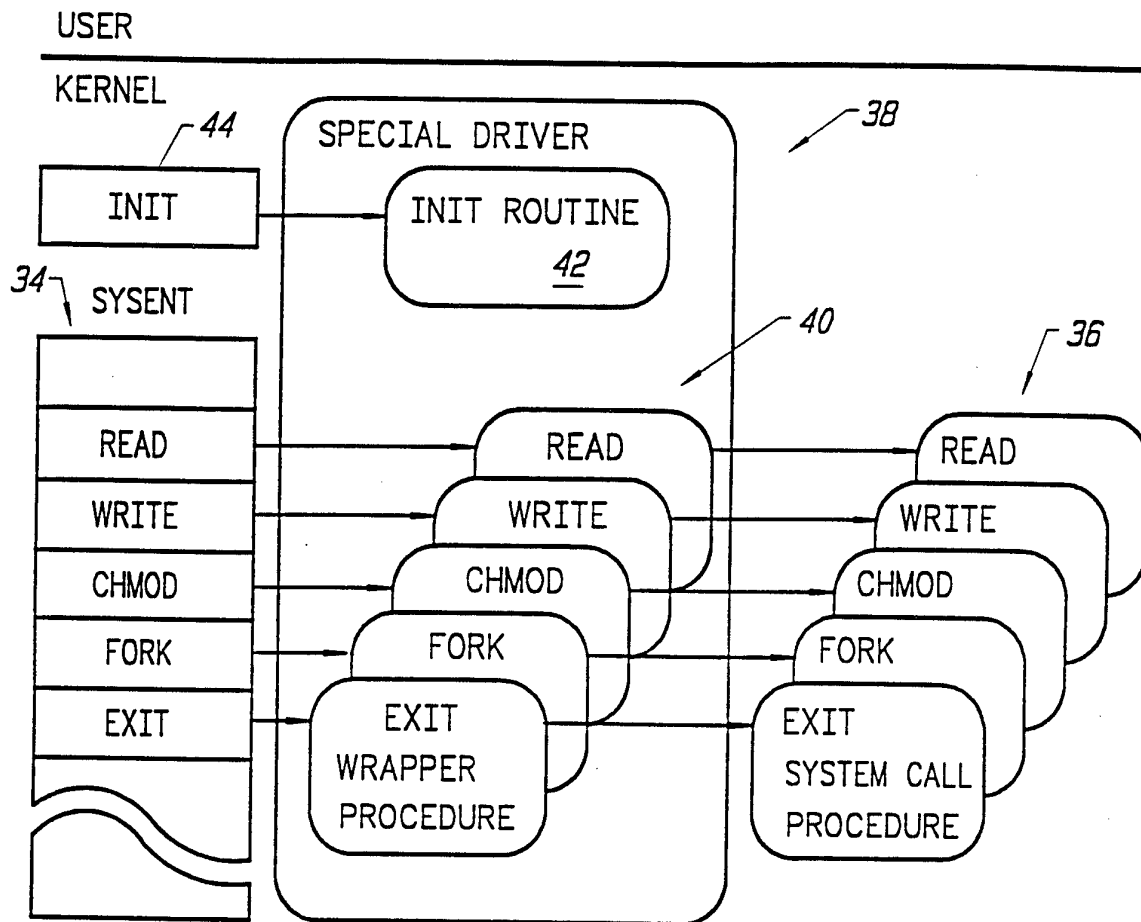 USER
KERNEL
44
INIT
SPECIAL DRIVER
38
INIT ROUTINE
42
34
SYSENT
40
36
READ
READ
READ
WRITE
WRITE
WRITE
CHMOD
CHMOD
CHMOD
FORK
FORK
FORK
EXIT
EXIT
WRAPPER
PROCEDURE
EXIT
SYSTEM CALL
PROCEDURE